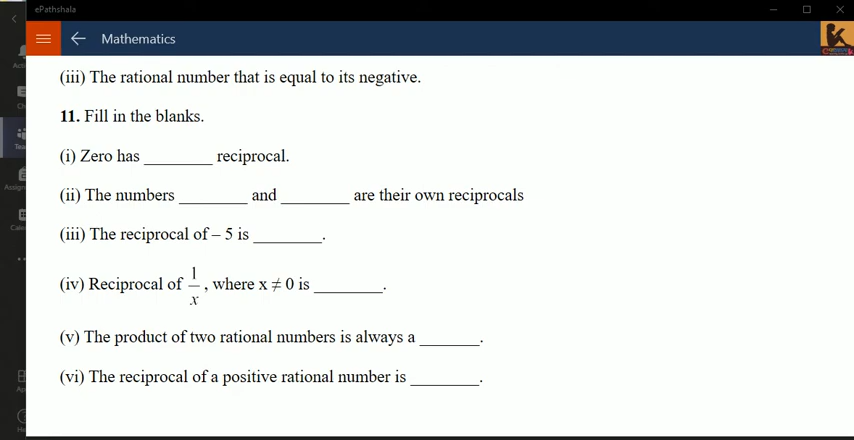 ePathshala
Mathematics
(iii) The rational number that is equal to its negative.
11. Fill in the blanks.
(i) Zero has ________ reciprocal.
(ii) The numbers ________ and ________ are their own reciprocals
(iii) The reciprocal of – 5 is ________.
(iv) Reciprocal of 1/x, where x ≠ 0 is ________.
(v) The product of two rational numbers is always a _______.
(vi) The reciprocal of a positive rational number is ________.